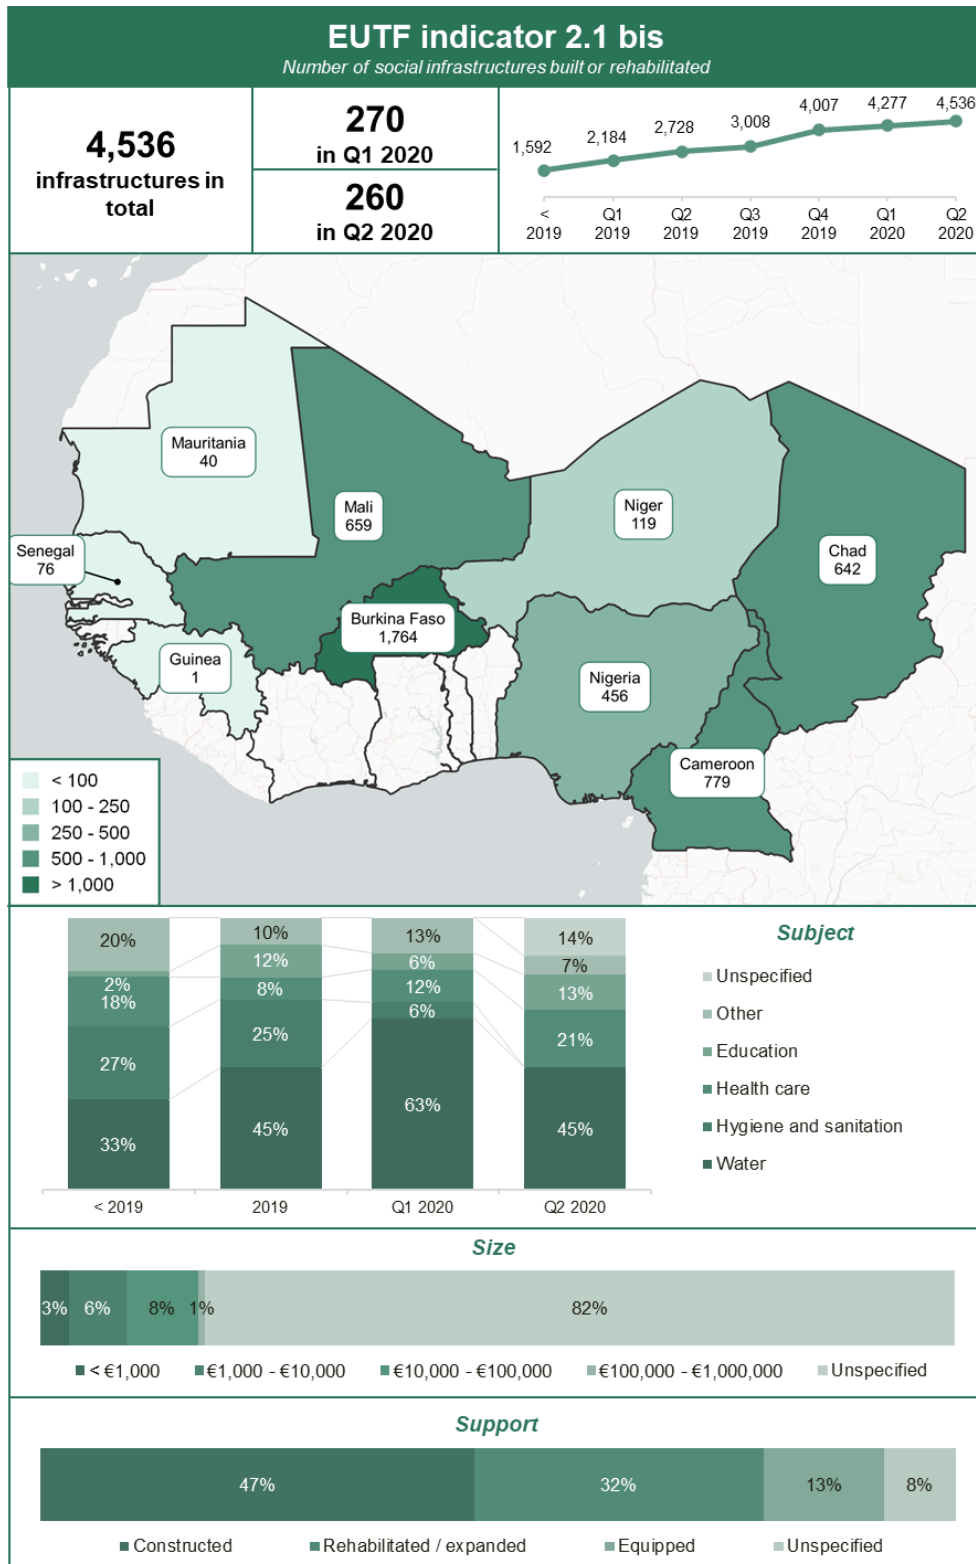 EUTF indicator 2.1 bis
Number of social infrastructures built or rehabilitated
4,536
infrastructures in
total
270
in Q1 2020
260
in Q2 2020
1,592
2,184
2,728
3,008
4,007
4,277
4,536
< 2019
Q1 2019
Q2 2019
Q3 2019
Q4 2019
Q1 2020
Q2 2020
Mauritania
40
Mali
659
Niger
119
Chad
642
Senegal
76
Burkina Faso
1,764
Guinea
1
Nigeria
456
Cameroon
779
< 100
100 - 250
250 - 500
500 - 1,000
> 1,000
20%
2%
18%
27%
33%
10%
12%
8%
25%
45%
13%
6%
12%
6%
63%
14%
7%
13%
21%
45%
< 2019
2019
Q1 2020
Q2 2020
Subject
Unspecified
Other
Education
Health care
Hygiene and sanitation
Water
Size
3% 6% 8% 1% 82%
< €1,000 €1,000 - €10,000 €10,000 - €100,000 €100,000 - €1,000,000 Unspecified
Support
47% 32% 13% 8%
Constructed Rehabilitated / expanded Equipped Unspecified